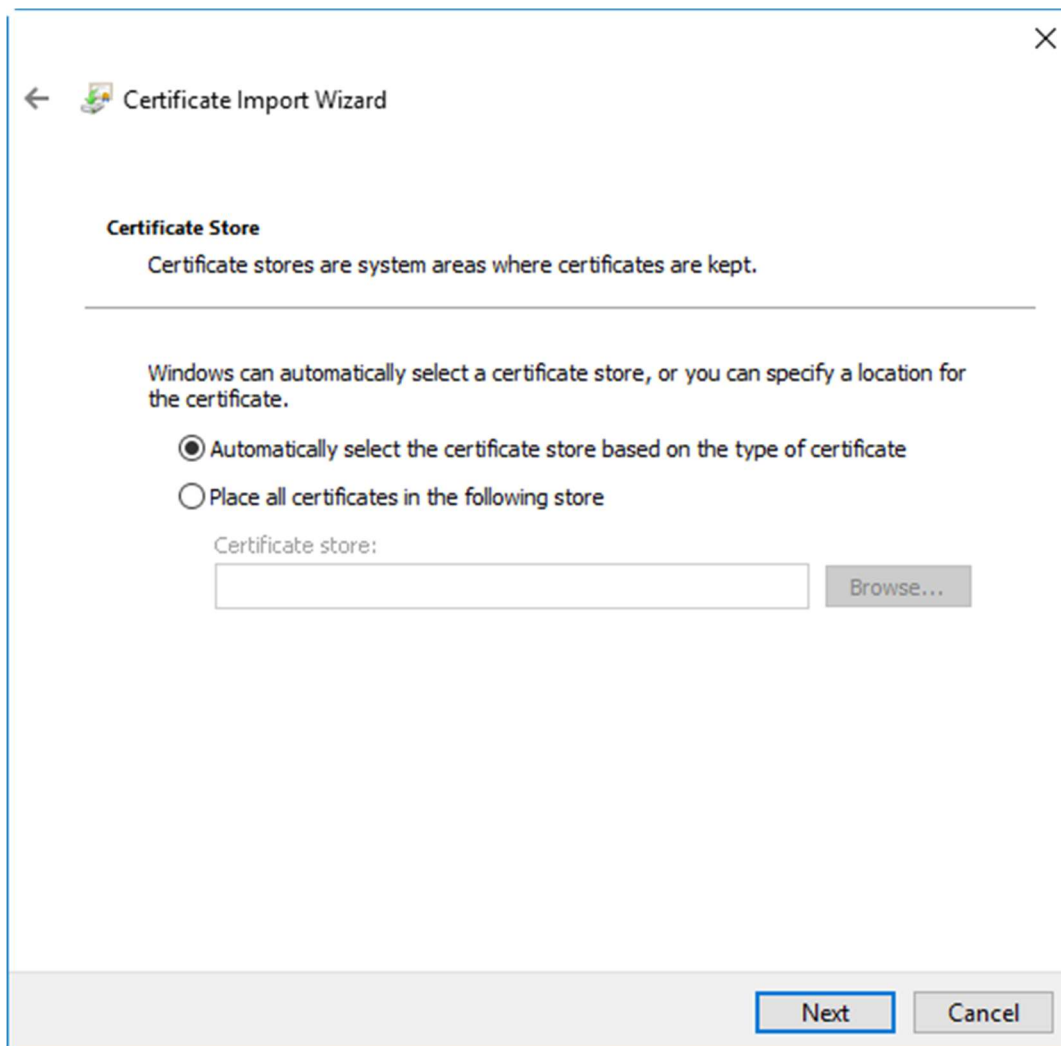 Certificate Import Wizard
Certificate Store
Certificate stores are system areas where certificates are kept.
Windows can automatically select a certificate store, or you can specify a location for
the certificate.
Automatically select the certificate store based on the type of certificate
Place all certificates in the following store
Certificate store:
Browse...
Next
Cancel